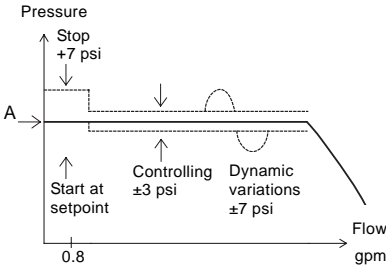 Pressure
Stop
+7 psi
A
Controlling
±3 psi
Dynamic
variations
±7 psi
Start at
setpoint
Flow
gpm
0.8